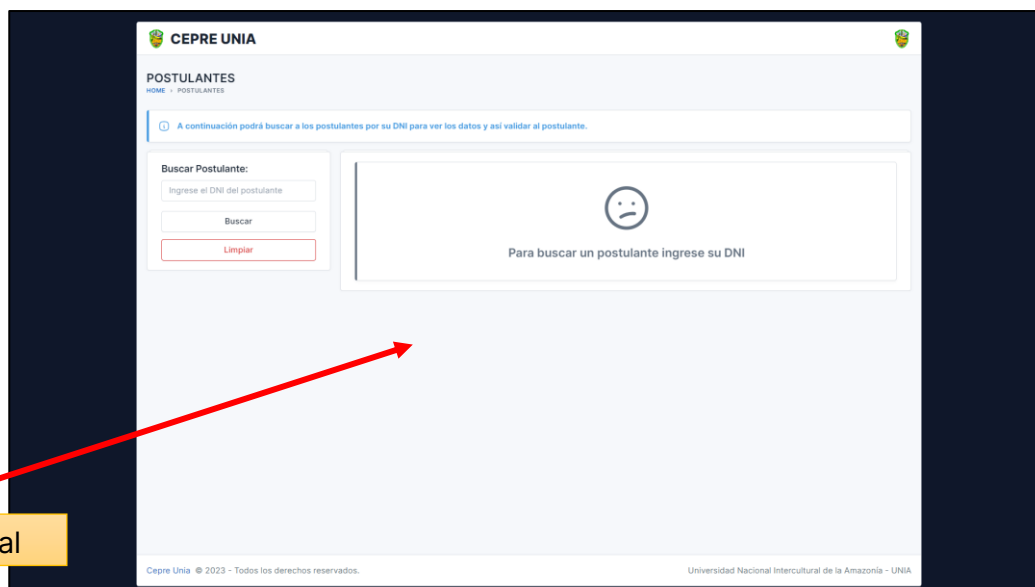 CEPRE UNIA
POSTULANTES
HOME › POSTULANTES
A continuación podrá buscar a los postulantes por su DNI para ver los datos y así validar al postulante.
Buscar Postulante:
Ingrese el DNI del postulante
Buscar
Limpiar
Para buscar un postulante ingrese su DNI
al
Cepre Unia © 2023 - Todos los derechos reservados.
Universidad Nacional Intercultural de la Amazonía - UNIA